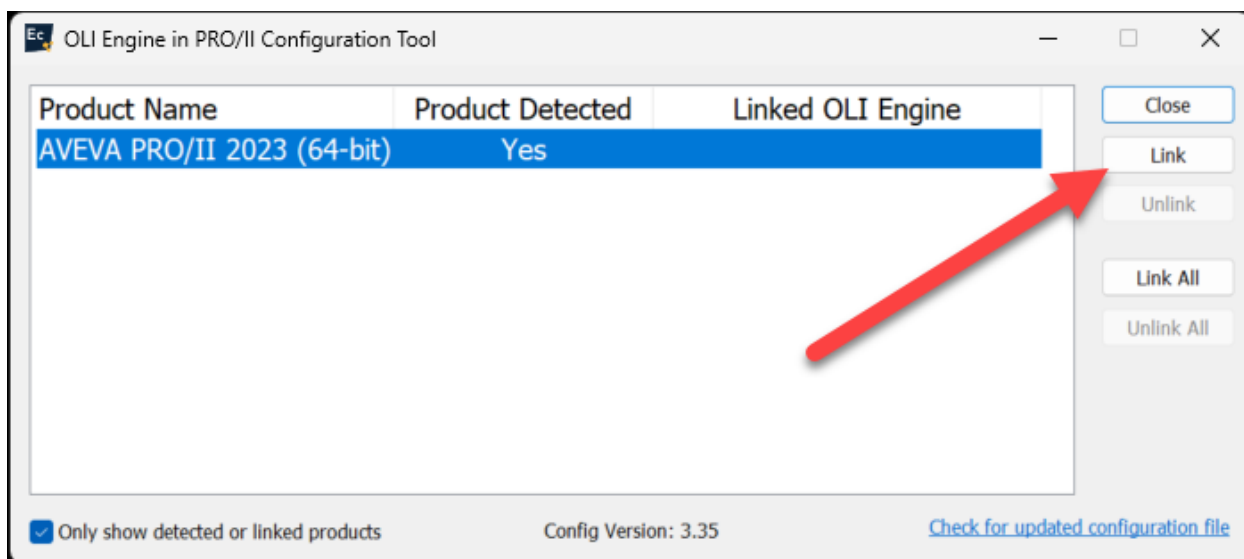 Ec OLI Engine in PRO/II Configuration Tool
Product Name Product Detected Linked OLI Engine
AVEVA PRO/II 2023 (64-bit) Yes
Close
Link
Unlink
Link All
Unlink All
Only show detected or linked products Config Version: 3.35 Check for updated configuration file